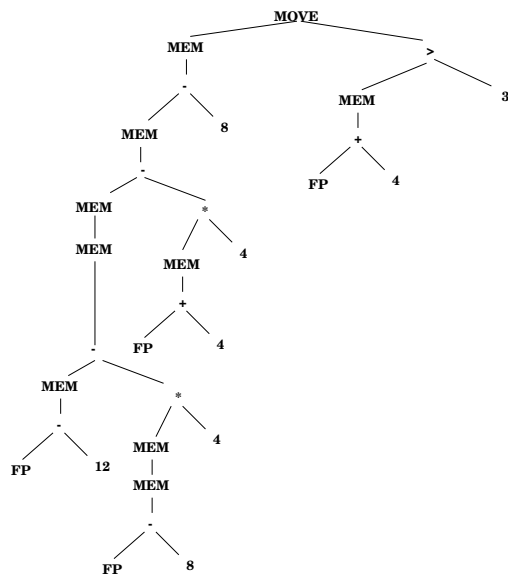 MOVE
MEM >
- MEM 3
MEM 8 +
- FP 4
MEM *
MEM MEM 4
+
- FP 4
MEM *
- MEM 4
FP 12 MEM
-
FP 8